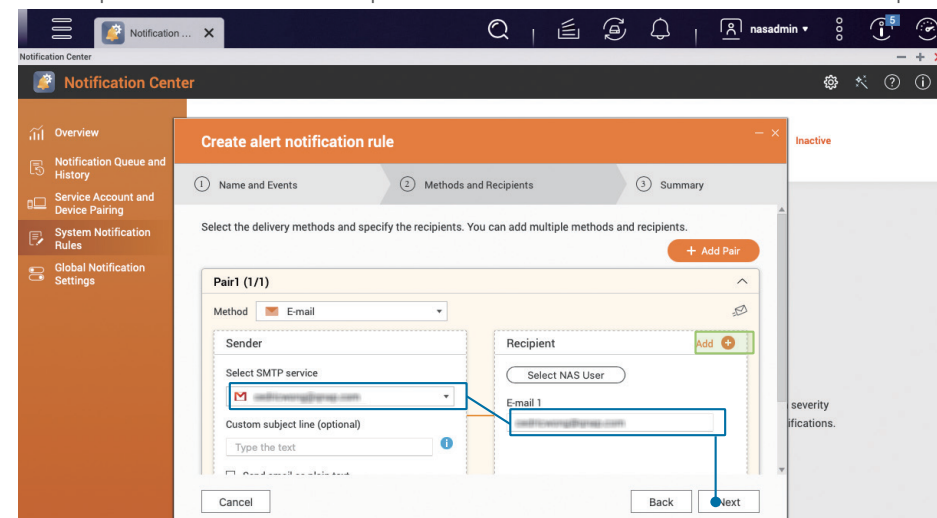 Notification ... ×
nasadmin
5
Notification Center
Notification Center
Overview
Notification Queue and
History
Service Account and
Device Pairing
System Notification
Rules
Global Notification
Settings
Inactive
Create alert notification rule
1 Name and Events
2 Methods and Recipients
3 Summary
Select the delivery methods and specify the recipients. You can add multiple methods and recipients.
+ Add Pair
Pair1 (1/1)
Method E-mail
Sender
Recipient
Add
Select SMTP service
Select NAS User
E-mail 1
Custom subject line (optional)
Type the text
severity
ifications.
Cancel
Back
Next